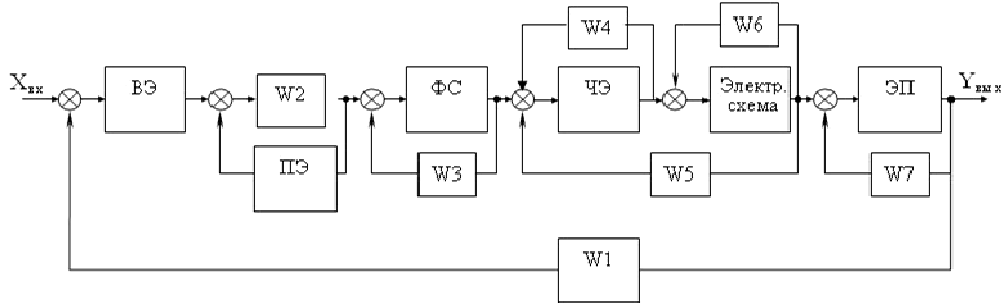 W4
W6
Xвх
ВЭ
W2
ФС
ЧЭ
Электр.
схема
ЭП
Yвых
ПЭ
W3
W5
W7
W1